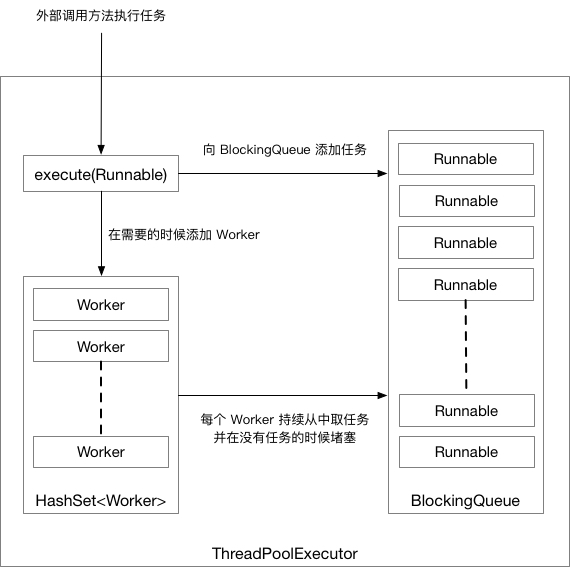 外部调用方法执行任务
execute(Runnable)
向 BlockingQueue 添加任务
在需要的时候添加 Worker
Worker
Worker
Worker
HashSet<Worker>
每个 Worker 持续从中取任务
并在没有任务的时候堵塞
Runnable
Runnable
Runnable
Runnable
Runnable
Runnable
BlockingQueue
ThreadPoolExecutor